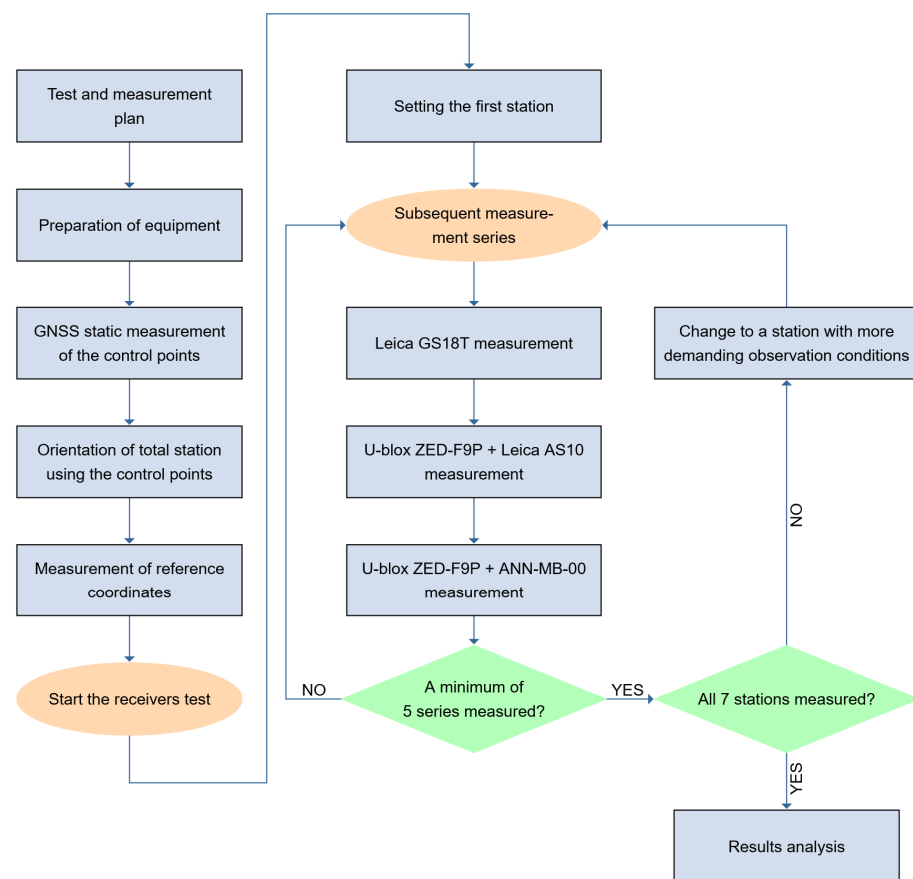 Test and measurement
plan
Preparation of equipment
GNSS static measurement
of the control points
Orientation of total station
using the control points
Measurement of reference
coordinates
Start the receivers test
Setting the first station
Subsequent measure-
ment series
Leica GS18T measurement
U-blox ZED-F9P + Leica AS10
measurement
U-blox ZED-F9P + ANN-MB-00
measurement
NO
A minimum of
5 series measured?
YES
Change to a station with more
demanding observation conditions
NO
All 7 stations measured?
YES
Results analysis